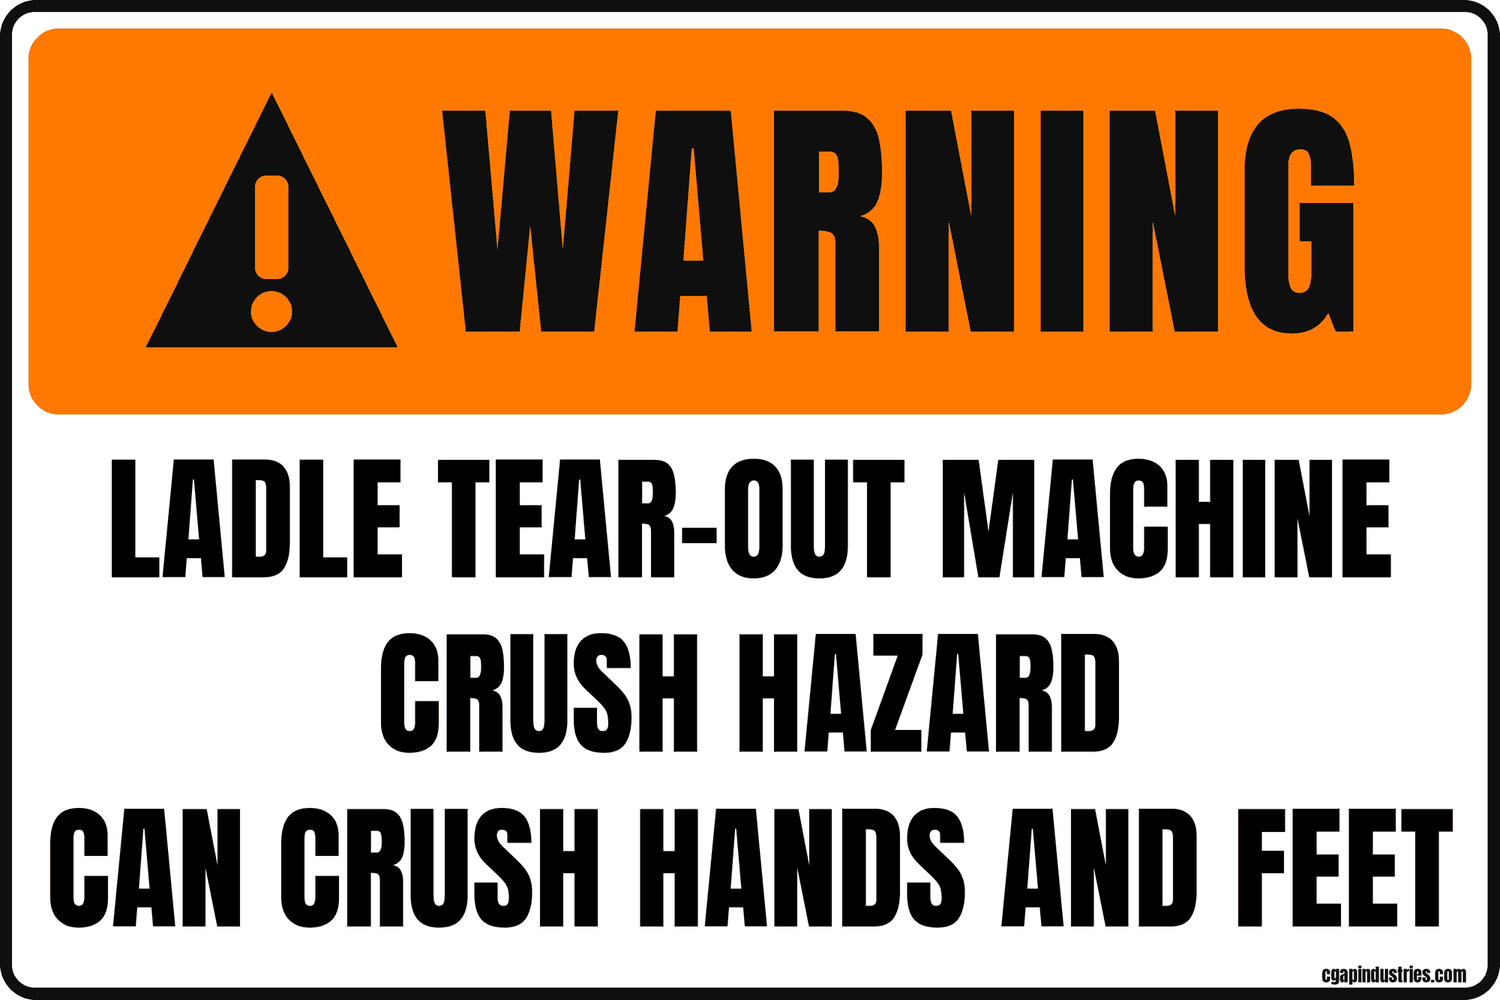 WARNING
LADLE TEAR-OUT MACHINE
CRUSH HAZARD
CAN CRUSH HANDS AND FEET
cgapindustries.com